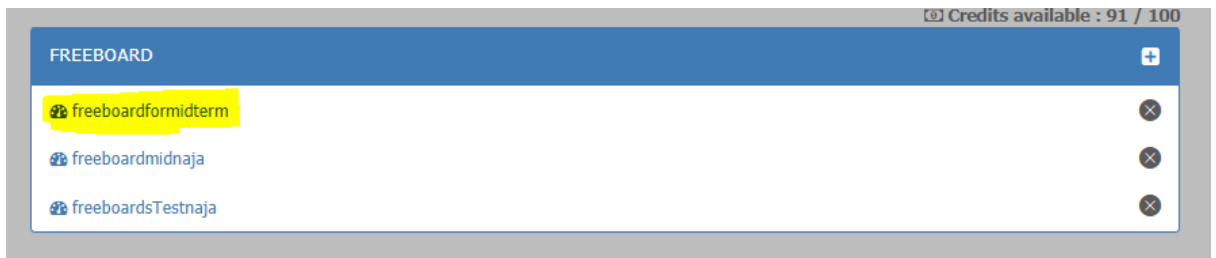 Credits available : 91 / 100
FREEBOARD
freeboardformidterm
freeboardmidnaja
freeboardsTestnaja